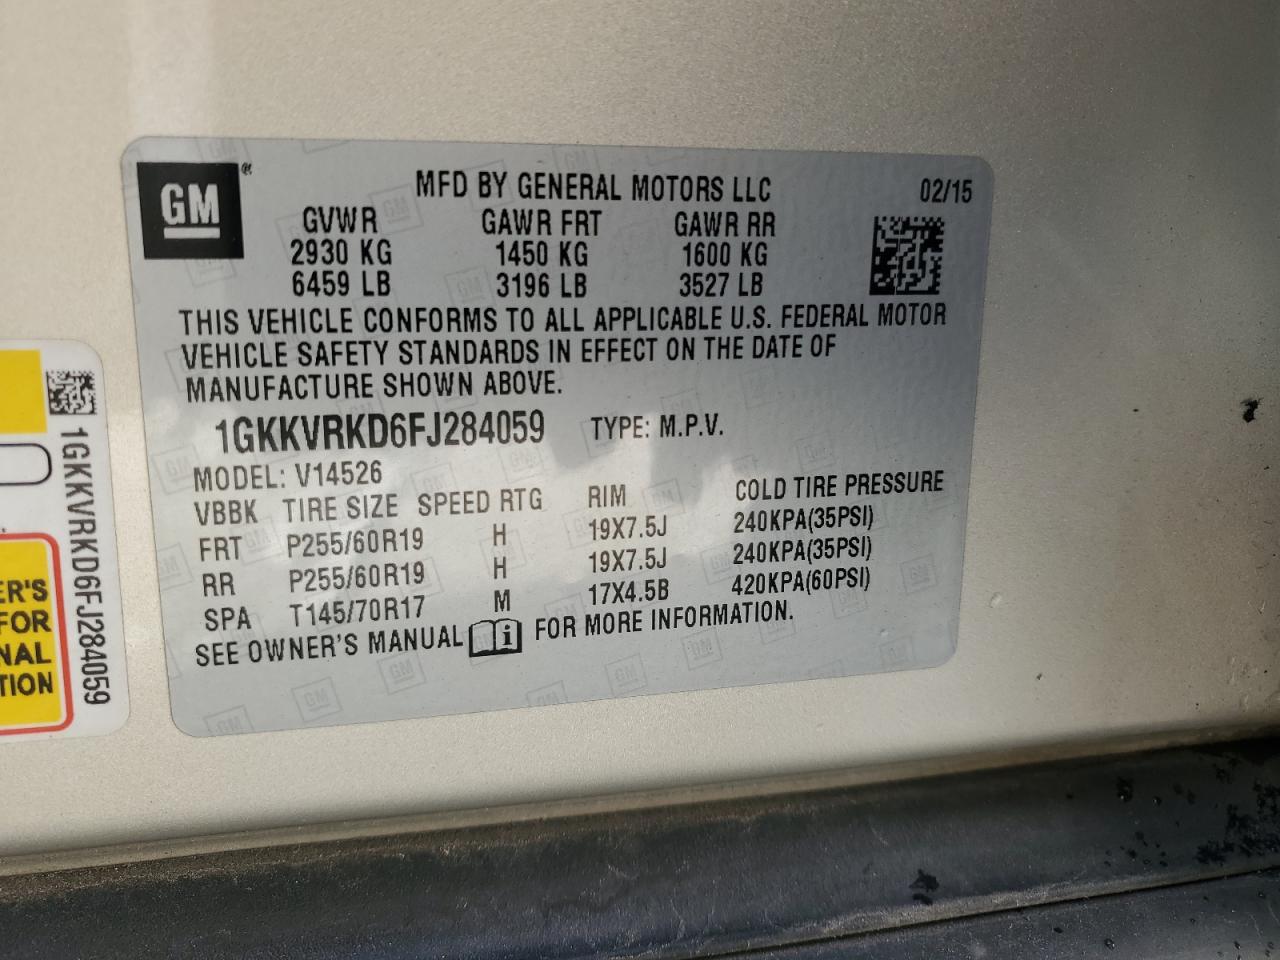 GM ®
MFD BY GENERAL MOTORS LLC 02/15
GVWR GAWR FRT GAWR RR
2930 KG 1450 KG 1600 KG
6459 LB 3196 LB 3527 LB
THIS VEHICLE CONFORMS TO ALL APPLICABLE U.S. FEDERAL MOTOR
VEHICLE SAFETY STANDARDS IN EFFECT ON THE DATE OF
MANUFACTURE SHOWN ABOVE.
1GKKVRKD6FJ284059 TYPE: M.P.V.
MODEL: V14526
VBBK TIRE SIZE SPEED RTG RIM COLD TIRE PRESSURE
FRT P255/60R19 H 19X7.5J 240KPA(35PSI)
RR P255/60R19 H 19X7.5J 240KPA(35PSI)
SPA T145/70R17 M 17X4.5B 420KPA(60PSI)
SEE OWNER'S MANUAL i FOR MORE INFORMATION.
1GKKVRKD6FJ284059
ER'S
FOR
NAL
TION